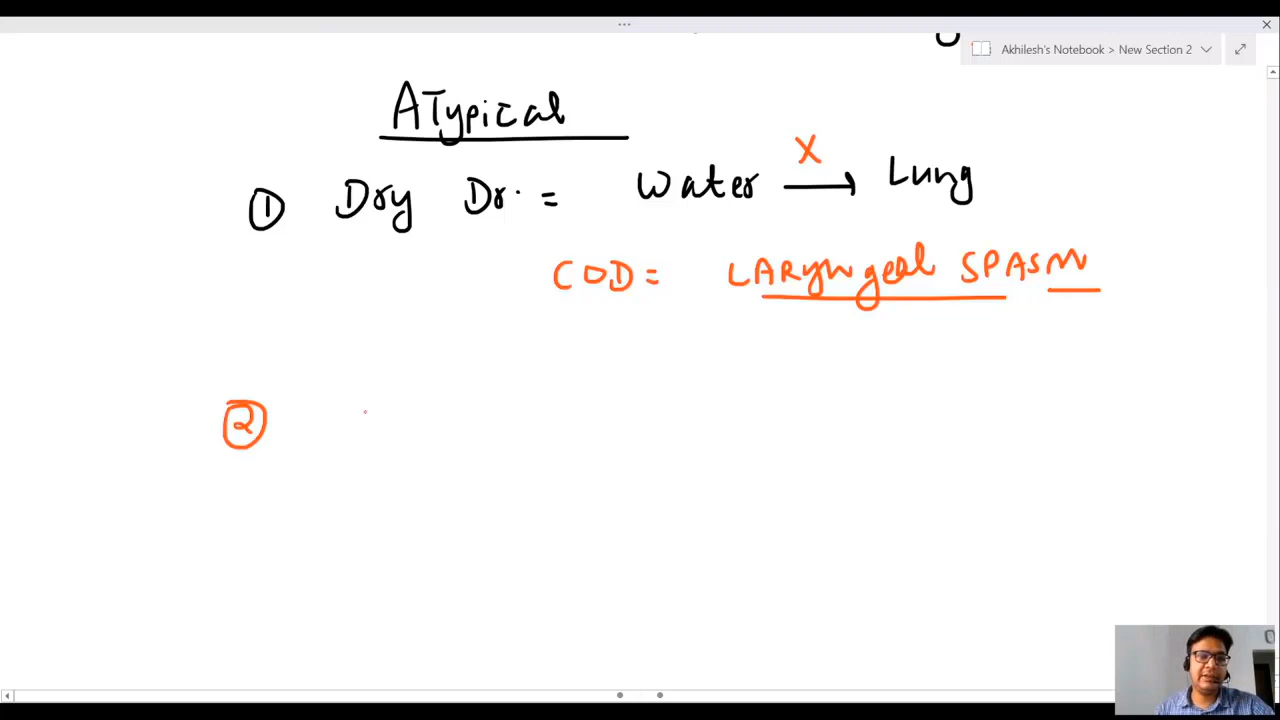 Akhilesh's Notebook > New Section 2
ATypical
① Dry Dr. = Water X → Lung
COD = LARyngeal SPASM
②